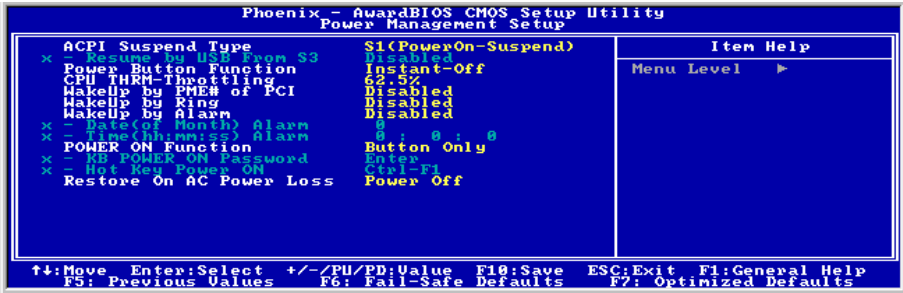 Phoenix - AwardBIOS CMOS Setup Utility
Power Management Setup
ACPI Suspend Type S1(PowerOn-Suspend)
x - Resume by USB From S3 Disabled
Power Button Function Instant-Off
CPU THRM-Throttling 62.5%
WakeUp by PME# of PCI Disabled
WakeUp by Ring Disabled
WakeUp by Alarm Disabled
x - Date(of Month) Alarm 0
x - Time(hh:mm:ss) Alarm 0 : 0 : 0
POWER ON Function Button Only
x - KB POWER ON Password Enter
x - Hot Key Power ON Ctrl-F1
Restore On AC Power Loss Power Off
Item Help
Menu Level ►
↑↓:Move Enter:Select +/-/PU/PD:Value F10:Save ESC:Exit F1:General Help
F5: Previous Values F6: Fail-Safe Defaults F7: Optimized Defaults